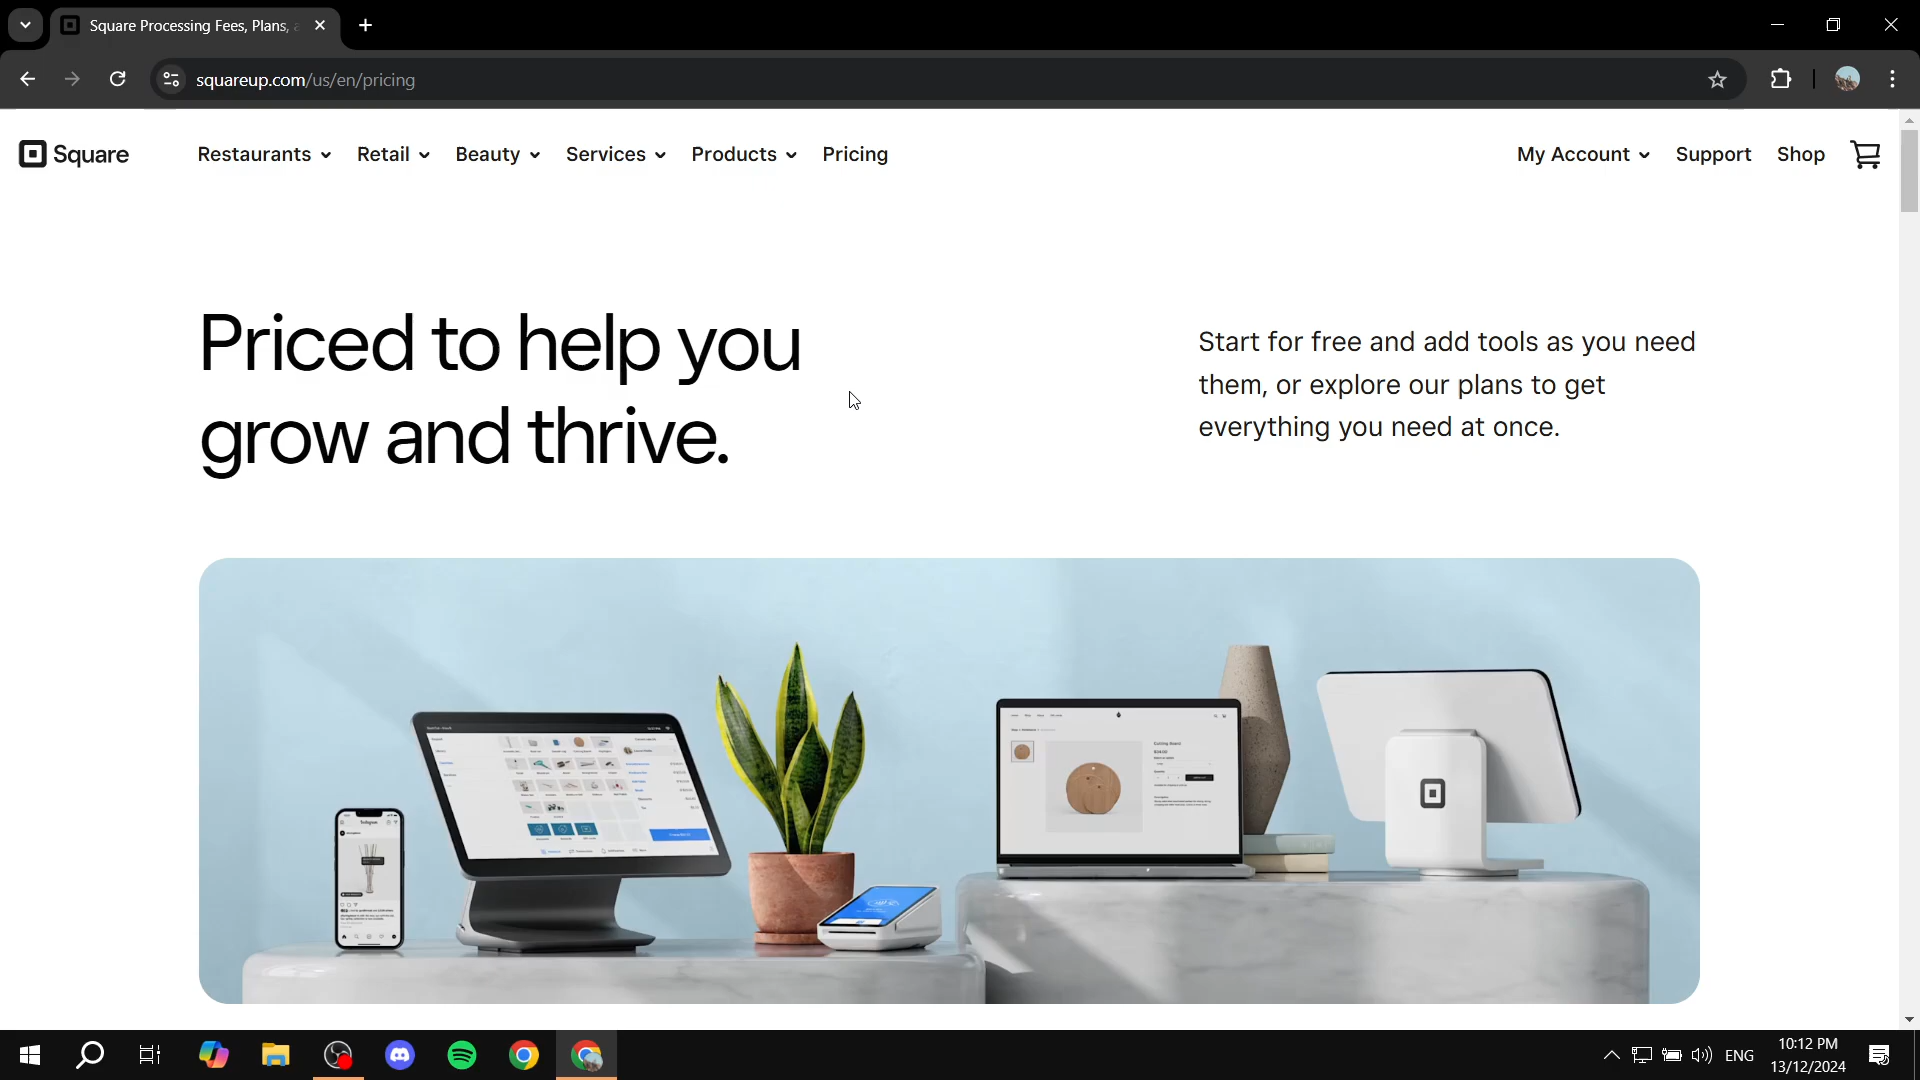 Square Processing Fees, Plans,
squareup.com/us/en/pricing
Square
Restaurants
Retail
Beauty
Services
Products
Pricing
My Account
Support
Shop
Priced to help you
grow and thrive.
Start for free and add tools as you need
them, or explore our plans to get
everything you need at once.
Cutting Board
ENG
10:12 PM
13/12/2024